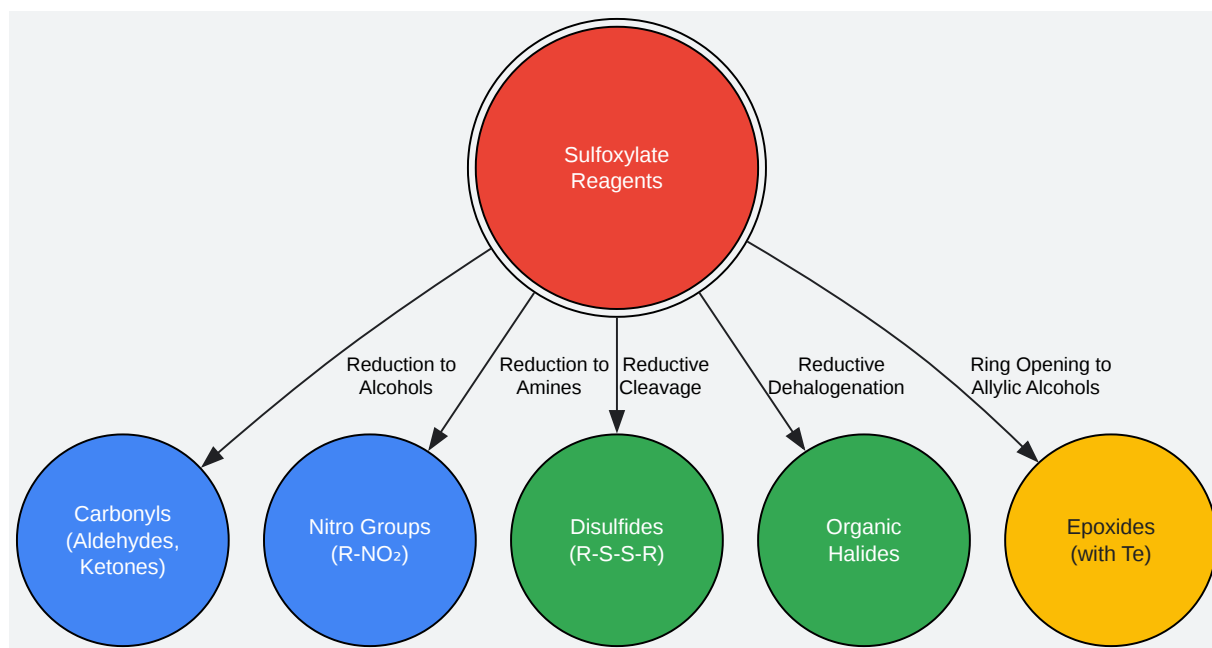 Sulfoxylate
Reagents
Reduction to
Alcohols
Reduction to
Amines
Reductive
Cleavage
Reductive
Dehalogenation
Ring Opening to
Allylic Alcohols
Carbonyls
(Aldehydes,
Ketones)
Nitro Groups
(R-NO₂)
Disulfides
(R-S-S-R)
Organic
Halides
Epoxides
(with Te)